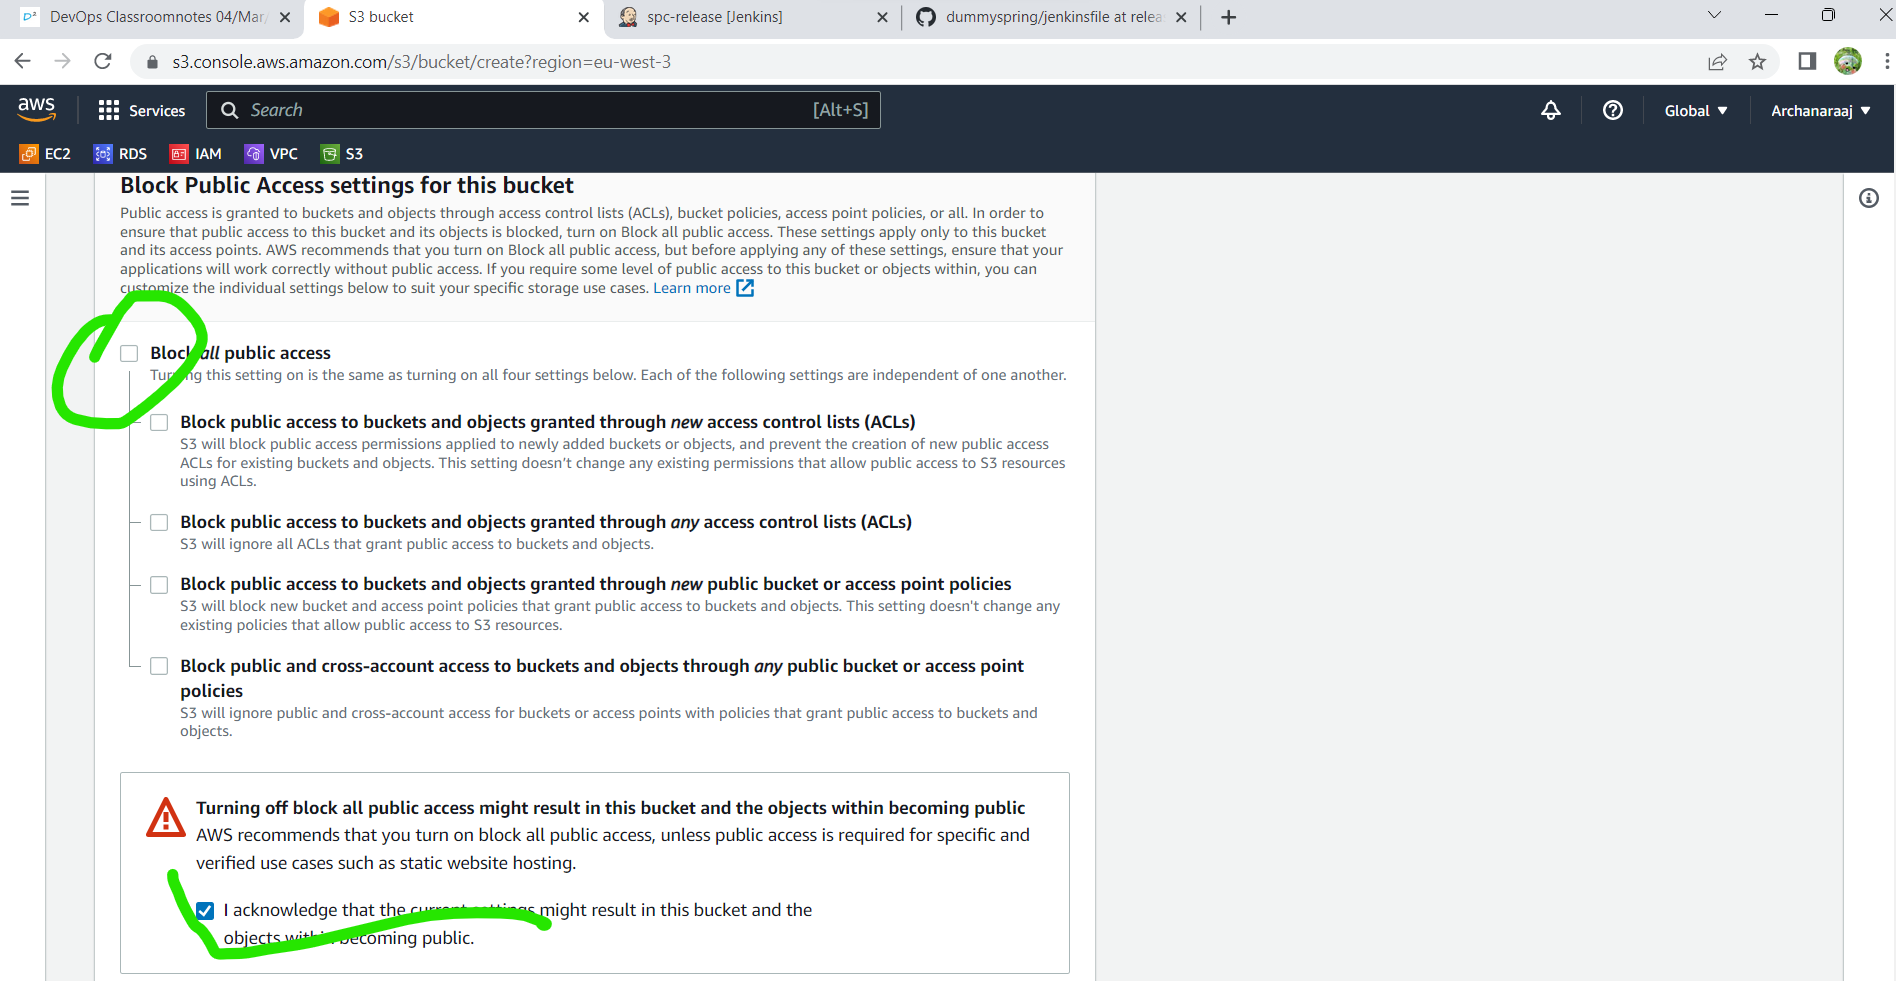 DevOps Classroomnotes 04/Mar/
S3 bucket
spc-release [Jenkins]
dummyspring/jenkinsfile at relea
s3.console.aws.amazon.com/s3/bucket/create?region=eu-west-3
aws
Services
Search
[Alt+S]
Global
Archanaraaj
EC2
RDS
IAM
VPC
S3
Block Public Access settings for this bucket
Public access is granted to buckets and objects through access control lists (ACLs), bucket policies, access point policies, or all. In order to
ensure that public access to this bucket and its objects is blocked, turn on Block all public access. These settings apply only to this bucket
and its access points. AWS recommends that you turn on Block all public access, but before applying any of these settings, ensure that your
applications will work correctly without public access. If you require some level of public access to this bucket or objects within, you can
customize the individual settings below to suit your specific storage use cases. Learn more
Block all public access
Turning this setting on is the same as turning on all four settings below. Each of the following settings are independent of one another.
Block public access to buckets and objects granted through new access control lists (ACLs)
S3 will block public access permissions applied to newly added buckets or objects, and prevent the creation of new public access
ACLs for existing buckets and objects. This setting doesn't change any existing permissions that allow public access to S3 resources
using ACLs.
Block public access to buckets and objects granted through any access control lists (ACLs)
S3 will ignore all ACLs that grant public access to buckets and objects.
Block public access to buckets and objects granted through new public bucket or access point policies
S3 will block new bucket and access point policies that grant public access to buckets and objects. This setting doesn't change any
existing policies that allow public access to S3 resources.
Block public and cross-account access to buckets and objects through any public bucket or access point
policies
S3 will ignore public and cross-account access for buckets or access points with policies that grant public access to buckets and
objects.
Turning off block all public access might result in this bucket and the objects within becoming public
AWS recommends that you turn on block all public access, unless public access is required for specific and
verified use cases such as static website hosting.
I acknowledge that the current settings might result in this bucket and the
objects within becoming public.